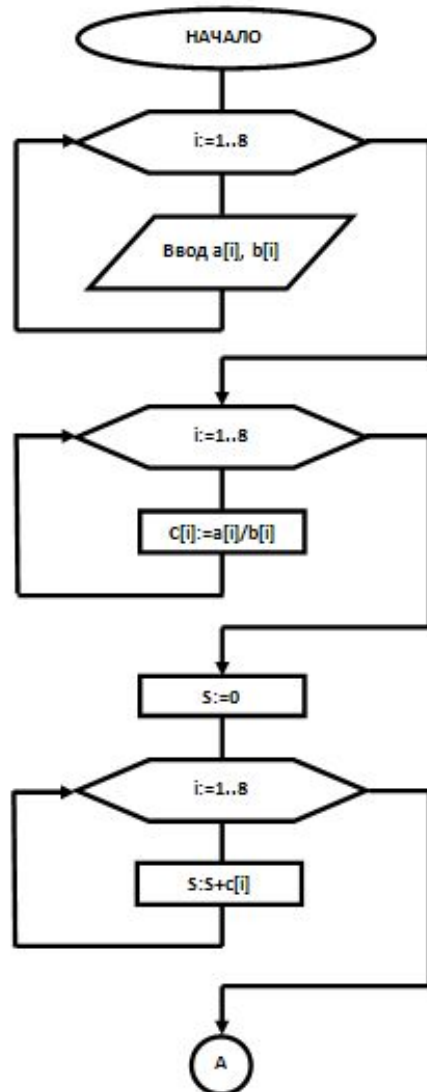 НАЧАЛО
i:=1..8
Ввод a[i], b[i]
i:=1..8
C[i]:=a[i]/b[i]
S:=0
i:=1..8
S:S+c[i]
A